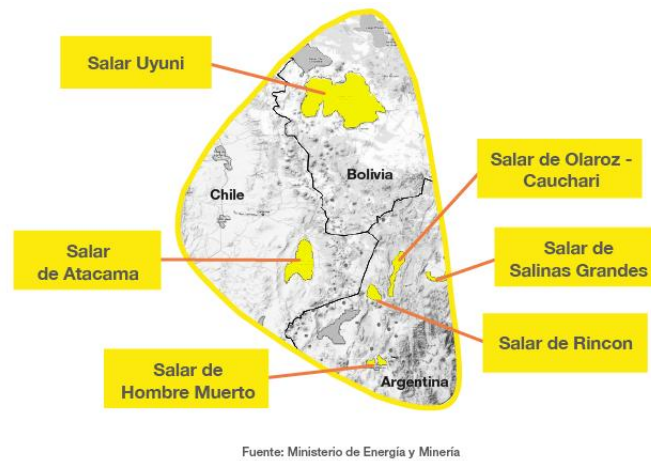 Salar Uyuni
Bolivia
Chile
Salar de Olaroz -
Cauchari
Salar
de Atacama
Salar de
Salinas Grandes
Salar de Rincon
Salar de
Hombre Muerto
Argentina
Fuente: Ministerio de Energía y Minería